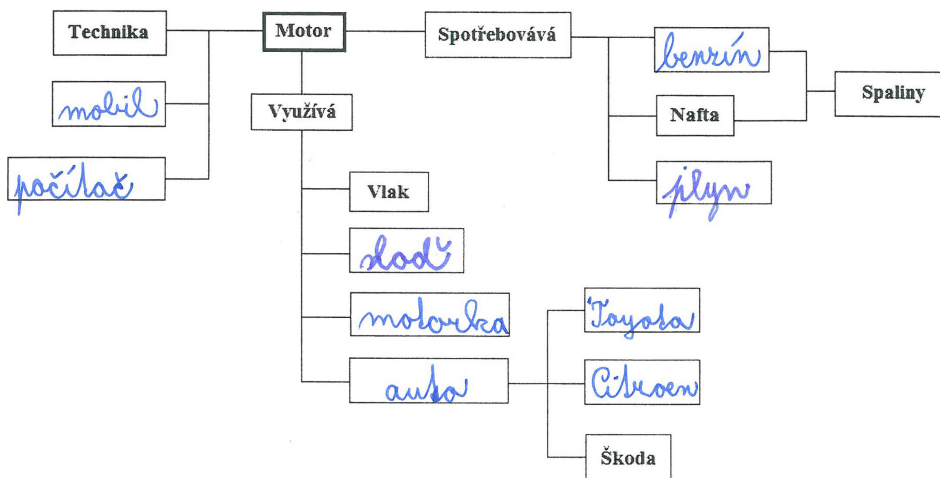 Technika
Motor
Spotřebovává
benzín
mobil
Využívá
Nafta
Spaliny
počítač
Vlak
plyn
loď
motorka
Toyota
auto
Citroen
Škoda